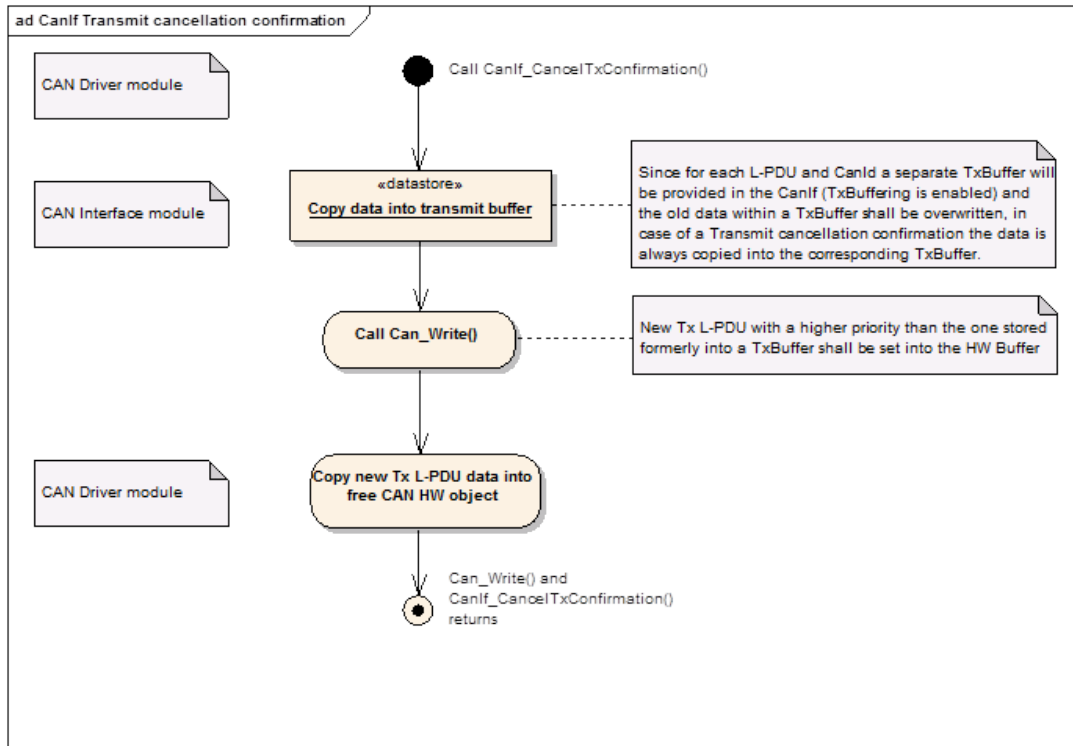 ad CanIf Transmit cancellation confirmation
CAN Driver module
Call CanIf_CancelTxConfirmation()
CAN Interface module
«datastore»
Copy data into transmit buffer
Since for each L-PDU and CanId a separate TxBuffer will
be provided in the CanIf (TxBuffering is enabled) and
the old data within a TxBuffer shall be overwritten, in
case of a Transmit cancellation confirmation the data is
always copied into the corresponding TxBuffer.
Call Can_Write()
New Tx L-PDU with a higher priority than the one stored
formerly into a TxBuffer shall be set into the HW Buffer
CAN Driver module
Copy new Tx L-PDU data into
free CAN HW object
Can_Write() and
CanIf_CancelTxConfirmation()
returns